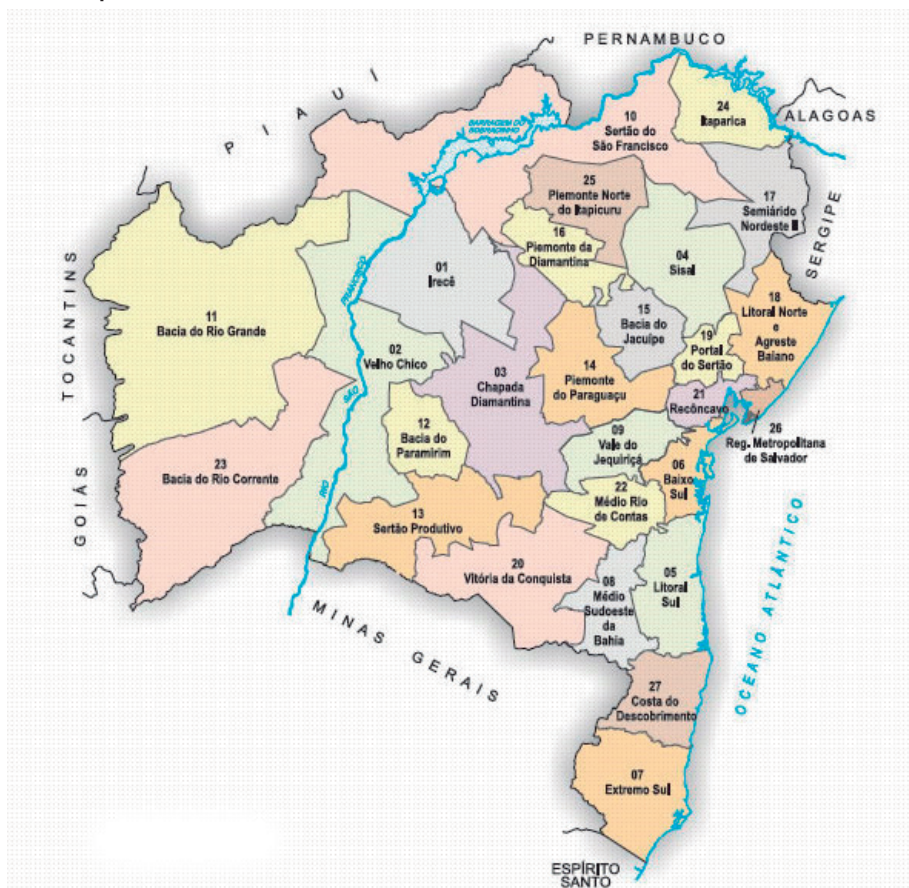 PERNAMBUCO
PIAUÍ
ALAGOAS
BARRAGEM DO
SOBRADINHO
10
Sertão do
São Francisco
24
Itaparica
25
Piemonte Norte
do Itapicuru
17
Semiárido
Nordeste II
SERGIPE
16
Piemonte da
Diamantina
04
Sisal
01
Irecê
FRANCISCO
TOCANTINS
11
Bacia do Rio Grande
15
Bacia do
Jacuípe
18
Litoral Norte
e
Agreste
Baiano
19
Portal
do Sertão
02
Velho Chico
03
Chapada
Diamantina
14
Piemonte
do Paraguaçu
SÃO
21
Recôncavo
26
Reg. Metropolitana
de Salvador
12
Bacia do
Paramirim
09
Vale do
Jequiriçá
06
Baixo
Sul
23
Bacia do Rio Corrente
GOIÁS
RIO
22
Médio Rio
de Contas
13
Sertão Produtivo
20
Vitória da Conquista
08
Médio
Sudoeste
da
Bahia
05
Litoral
Sul
OCEANO ATLÂNTICO
MINAS GERAIS
27
Costa do
Descobrimento
07
Extremo Sul
ESPÍRITO
SANTO